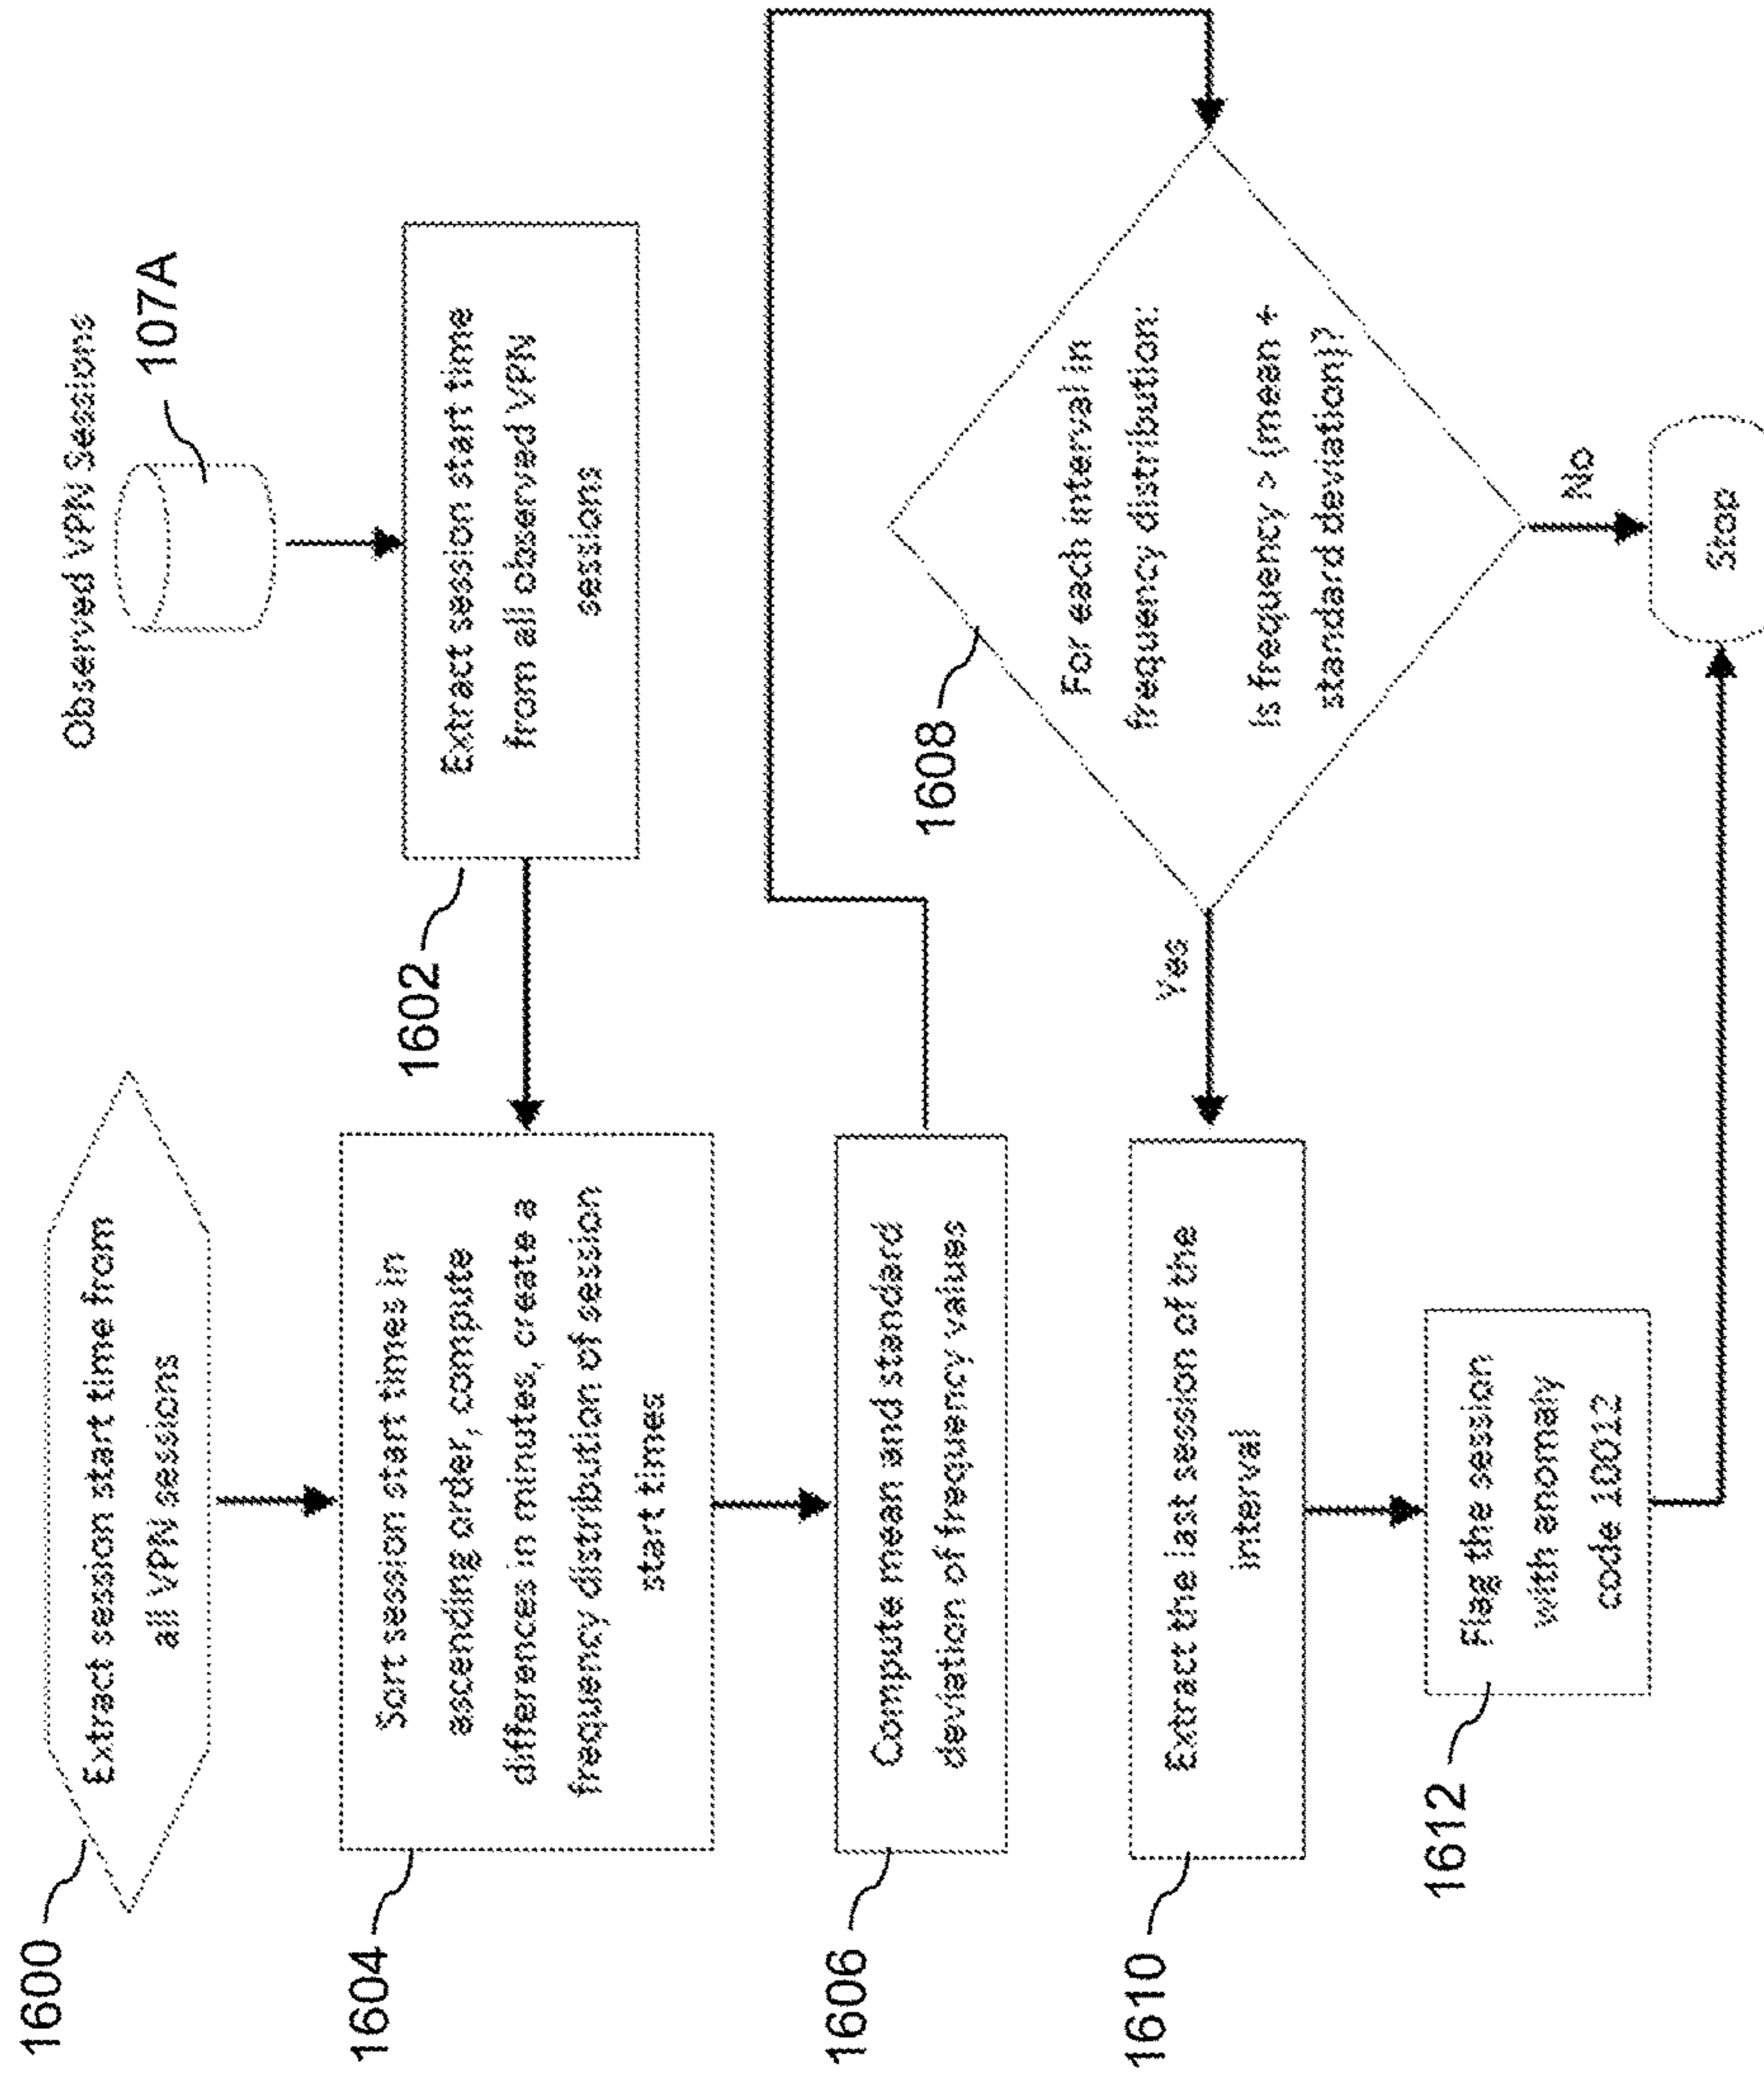 1600
Extract session start time from
all VPN sessions
Observed VPN Sessions
107A
1602
Extract session start time
from all observed VPN
sessions
1604
Sort session start times in
ascending order, compute
differences in minutes, create a
frequency distribution of session
start times
1606
Compute mean and standard
deviation of frequency values
1608
For each interval in
frequency distribution:
Is frequency > (mean +
standard deviation)?
Yes
No
1610
Extract the last session of the
interval
1612
Flag the session
with anomaly
code 10012
Stop